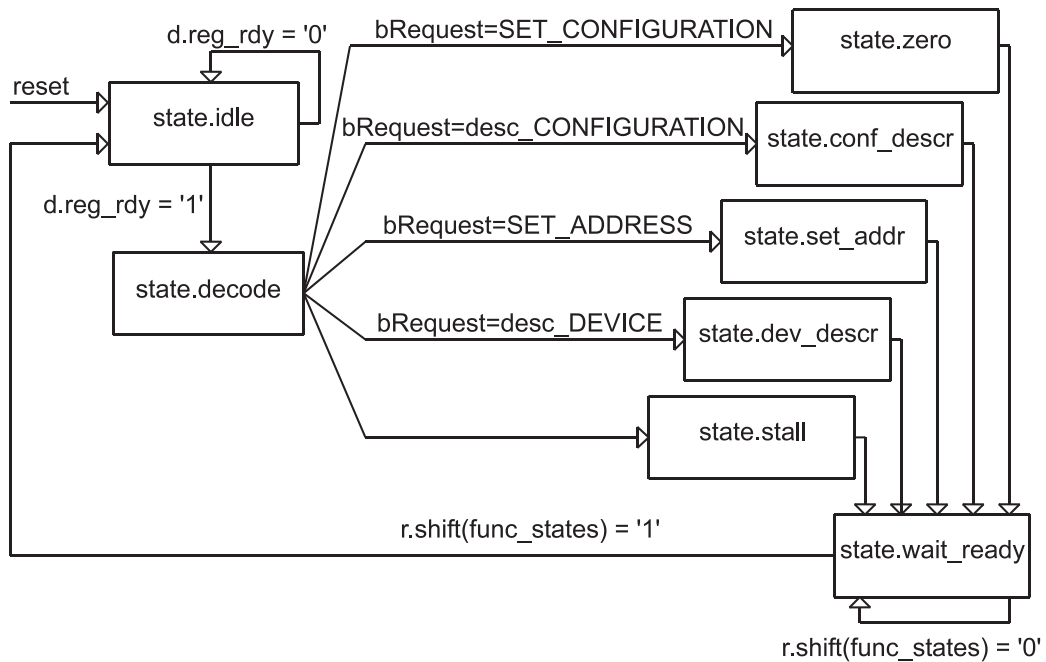 d.reg_rdy = '0'
bRequest=SET_CONFIGURATION
state.zero
reset
state.idle
bRequest=desc_CONFIGURATION
state.conf_descr
d.reg_rdy = '1'
bRequest=SET_ADDRESS
state.set_addr
state.decode
bRequest=desc_DEVICE
state.dev_descr
state.stall
r.shift(func_states) = '1'
state.wait_ready
r.shift(func_states) = '0'